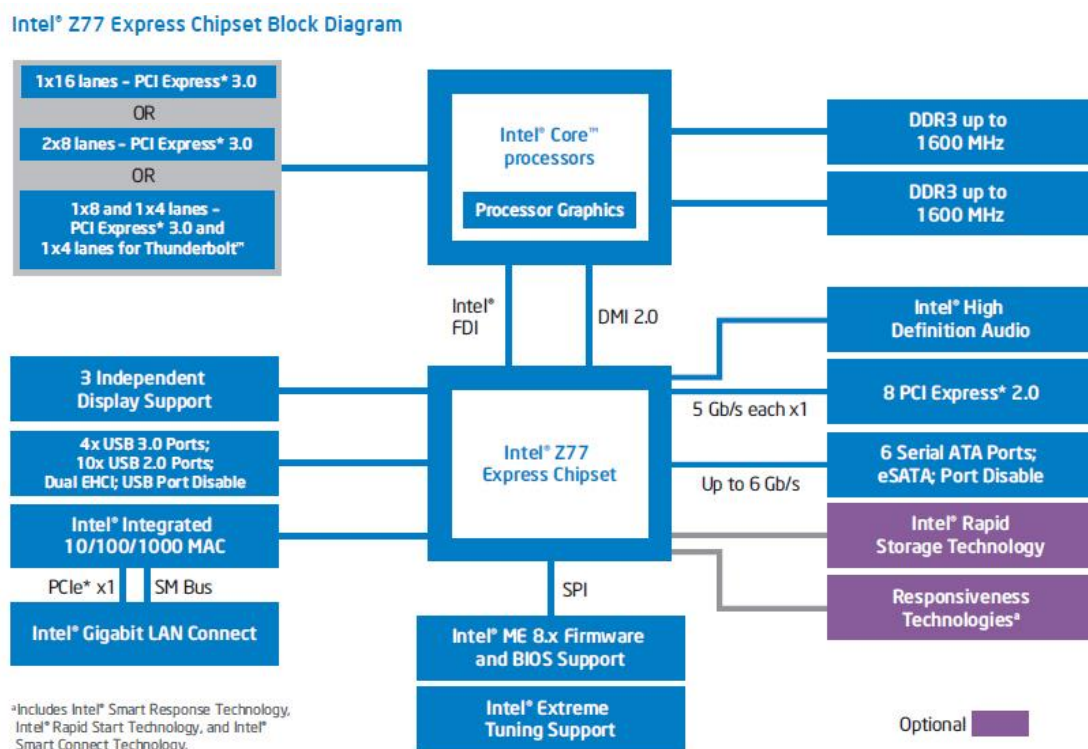 Intel® Z77 Express Chipset Block Diagram
1x16 lanes – PCI Express* 3.0
OR
2x8 lanes – PCI Express* 3.0
OR
1x8 and 1x4 lanes –
PCI Express* 3.0 and
1x4 lanes for Thunderbolt™
Intel® Core™
processors
Processor Graphics
DDR3 up to
1600 MHz
DDR3 up to
1600 MHz
Intel®
FDI
DMI 2.0
Intel® High
Definition Audio
3 Independent
Display Support
5 Gb/s each x1
8 PCI Express* 2.0
4x USB 3.0 Ports;
10x USB 2.0 Ports;
Dual EHCI; USB Port Disable
Intel® Z77
Express Chipset
Up to 6 Gb/s
6 Serial ATA Ports;
eSATA; Port Disable
Intel® Integrated
10/100/1000 MAC
Intel® Rapid
Storage Technology
PCIe* x1
SM Bus
SPI
Responsiveness
Technologiesª
Intel® Gigabit LAN Connect
Intel® ME 8.x Firmware
and BIOS Support
Intel® Extreme
Tuning Support
ªIncludes Intel® Smart Response Technology,
Intel® Rapid Start Technology, and Intel®
Smart Connect Technology.
Optional